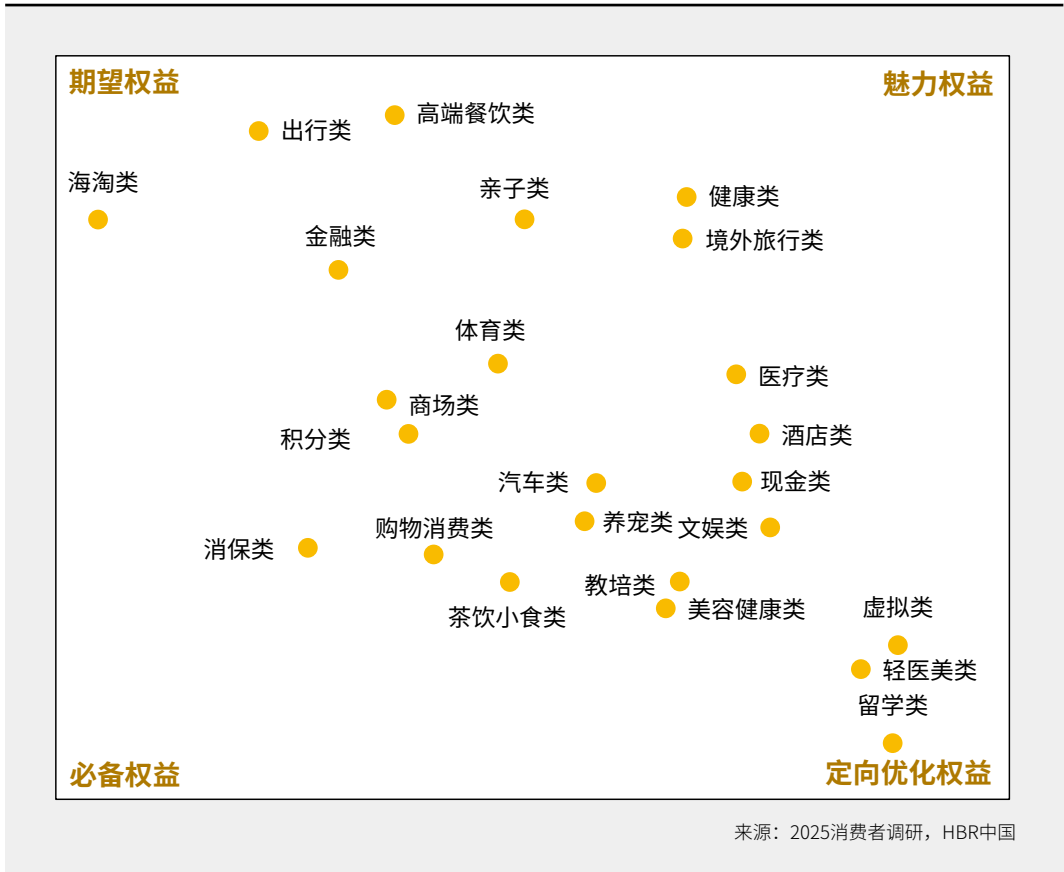 期望权益
魅力权益
高端餐饮类
出行类
海淘类
亲子类
健康类
金融类
境外旅行类
体育类
医疗类
商场类
积分类
酒店类
汽车类
现金类
购物消费类
养宠类
文娱类
消保类
教培类
茶饮小食类
美容健康类
虚拟类
轻医美类
留学类
必备权益
定向优化权益
来源：2025消费者调研，HBR中国